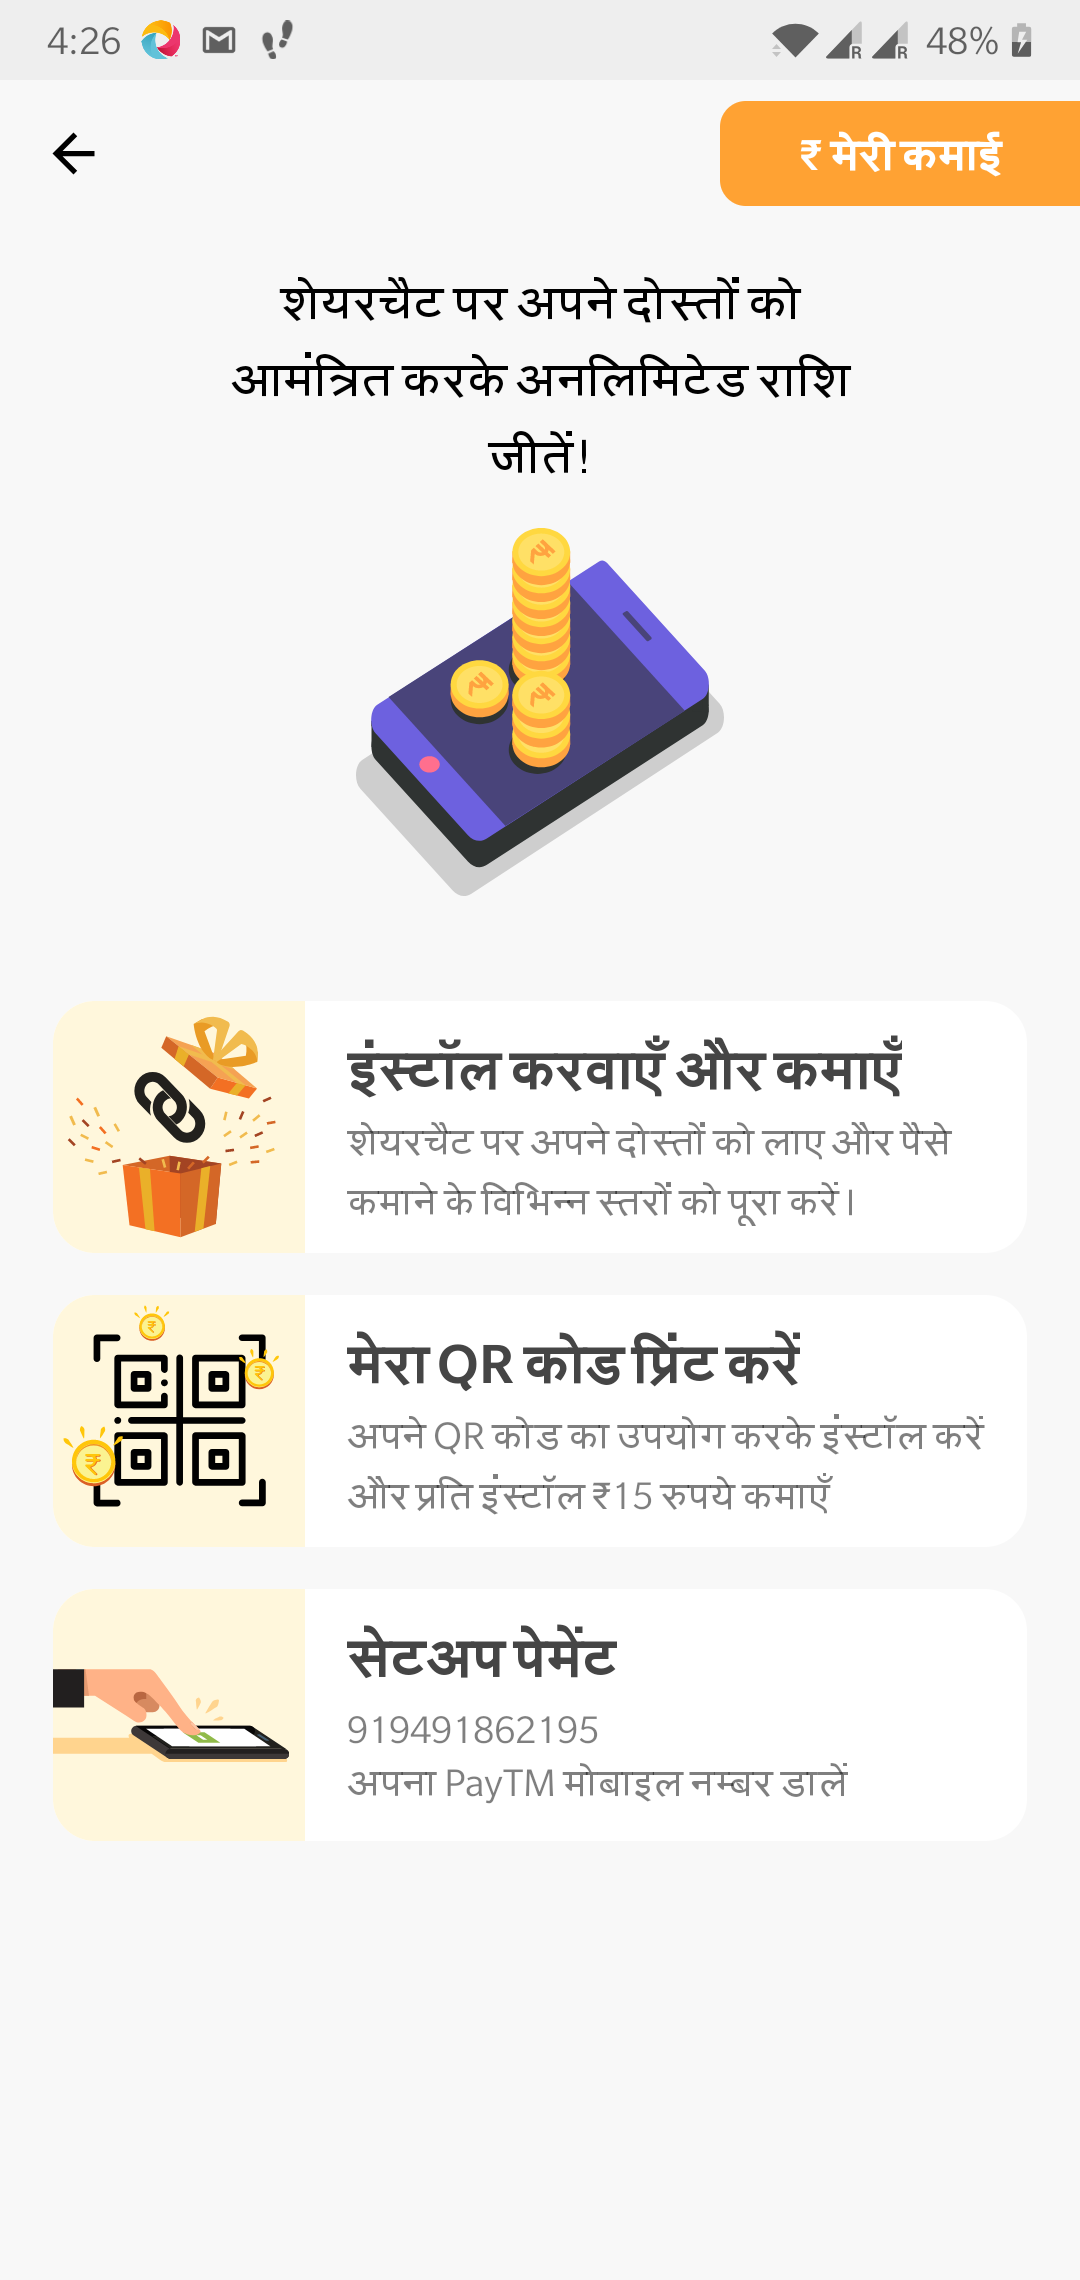 4:26
48%
₹ मेरी कमाई
शेयरचैट पर अपने दोस्तों को
आमंत्रित करके अनलिमिटेड राशि
जीतें!
इंस्टॉल करवाएँ और कमाएँ
शेयरचैट पर अपने दोस्तों को लाए और पैसे
कमाने के विभिन्न स्तरों को पूरा करें।
मेरा QR कोड प्रिंट करें
अपने QR कोड का उपयोग करके इंस्टॉल करें
और प्रति इंस्टॉल ₹15 रुपये कमाएँ
सेटअप पेमेंट
919491862195
अपना PayTM मोबाइल नम्बर डालें